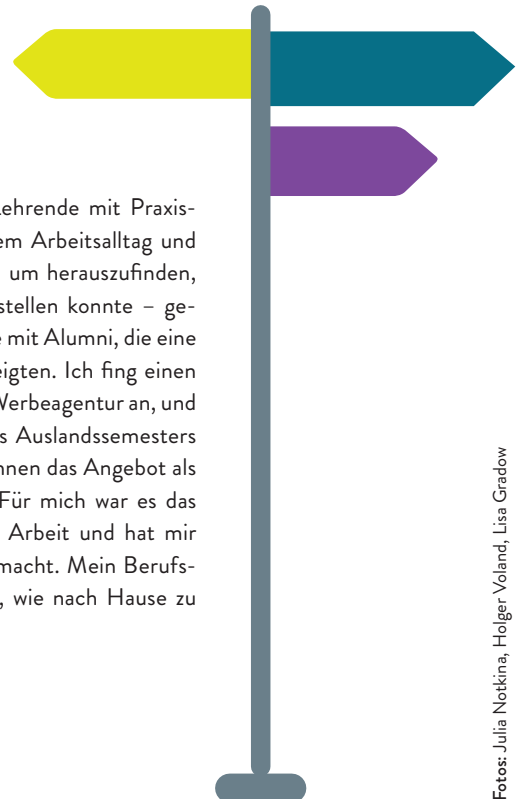 ehrende mit Praxis-
em Arbeitsalltag und
um herauszufinden,
stellen konnte – ge-
mit Alumni, die eine
eigten. Ich fing einen
Werbeagentur an, und
s Auslandssemesters
nnen das Angebot als
Für mich war es das
Arbeit und hat mir
macht. Mein Berufs-
, wie nach Hause zu
Fotos: Julia Notkina, Holger Voland, Lisa Gradow